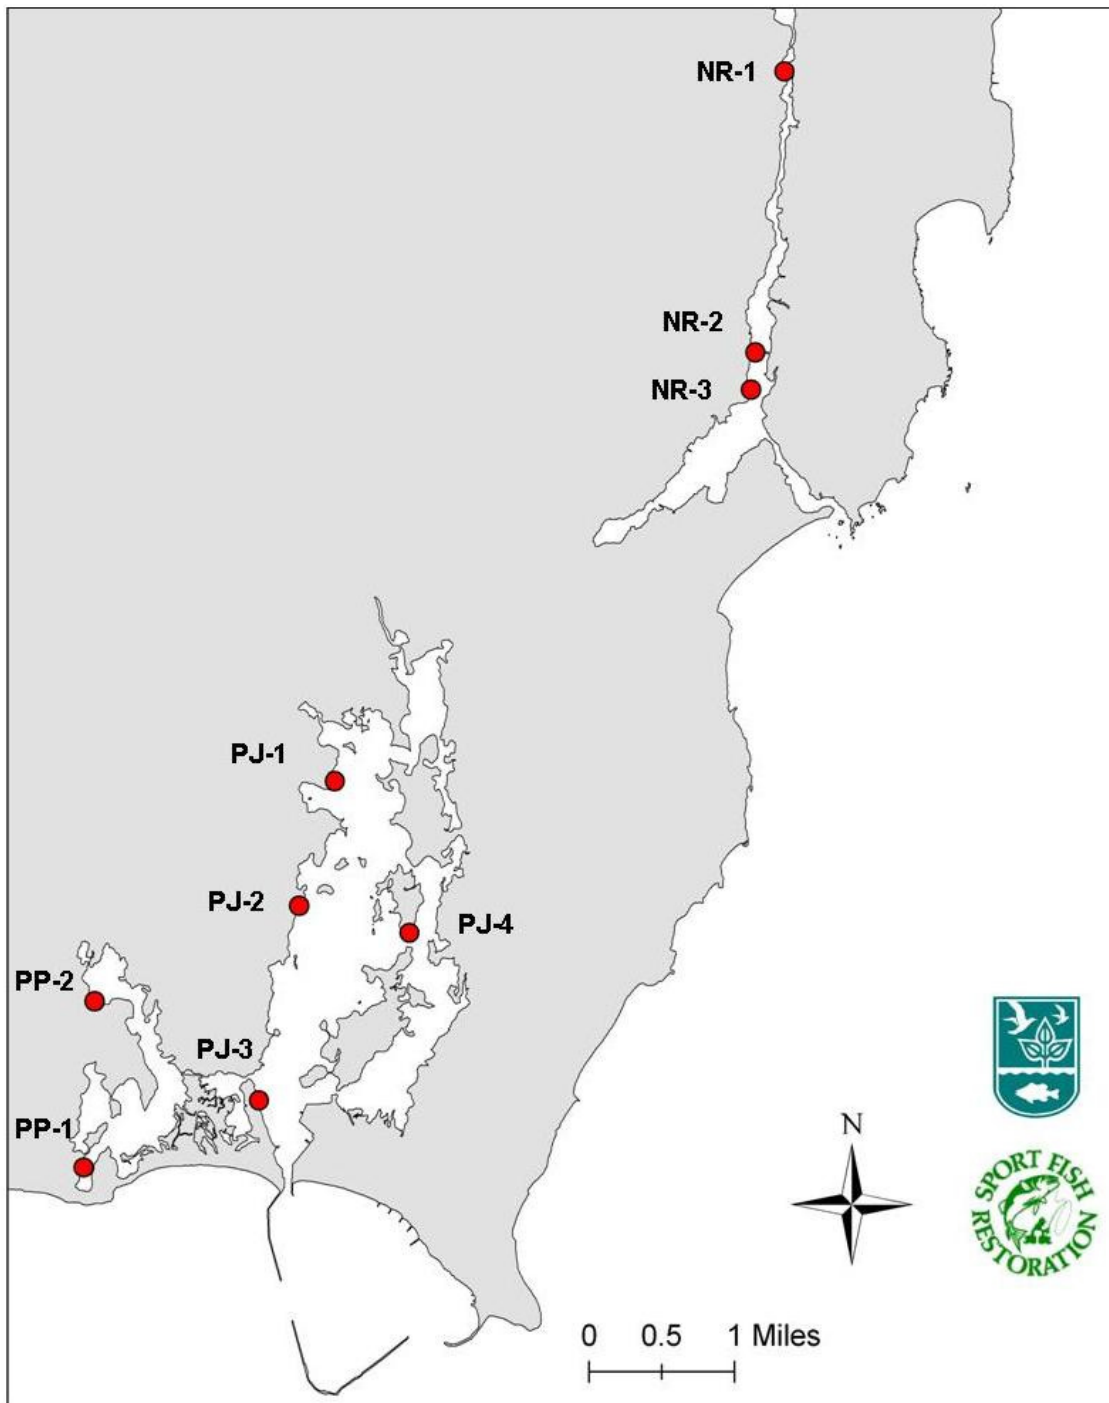 NR-1
NR-2
NR-3
PJ-1
PJ-2
PJ-4
PP-2
PJ-3
PP-1
N
SPORT FISH
RESTORATION
0 0.5 1 Miles